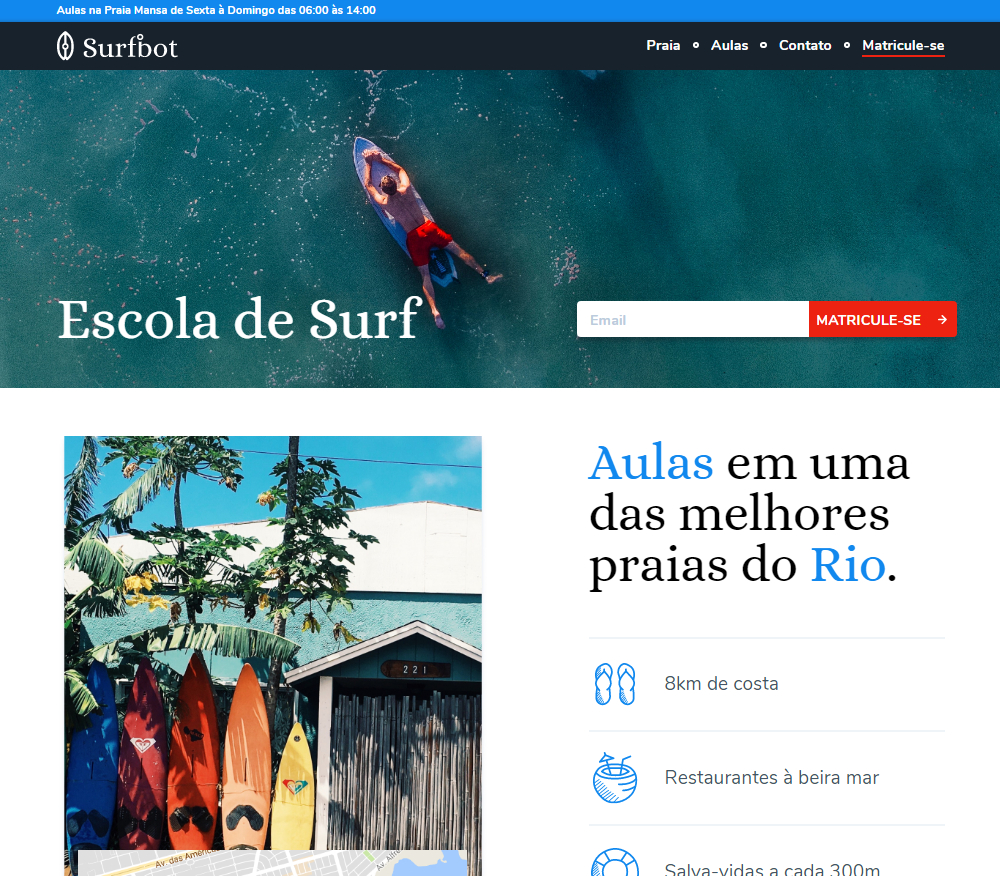 Aulas na Praia Mansa de Sexta à Domingo das 06:00 às 14:00
Surfbot
Praia
Aulas
Contato
Matricule-se
Escola de Surf
Email
MATRICULE-SE
Aulas em uma
das melhores
praias do Rio.
221
8km de costa
Restaurantes à beira mar
Salva-vidas a cada 300m
Av. das Améric